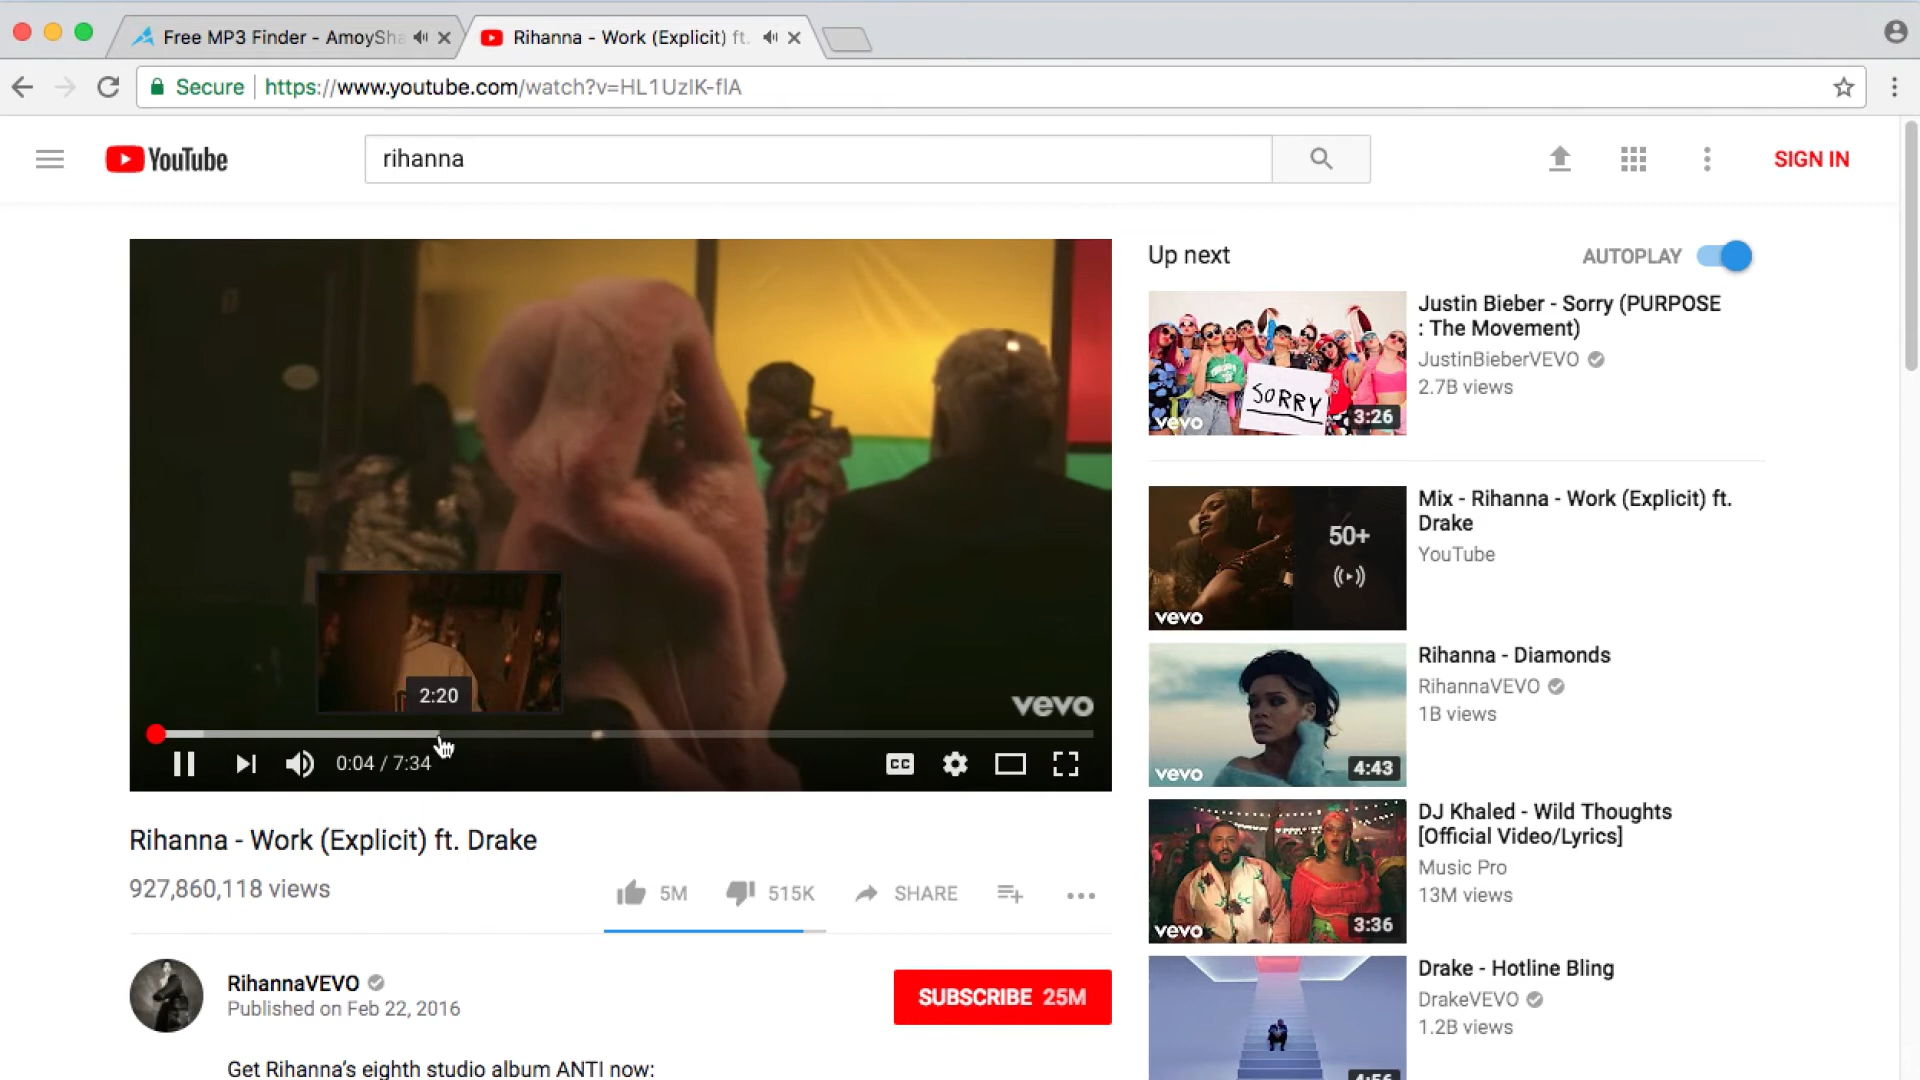 Free MP3 Finder - AmoySha
Rihanna - Work (Explicit) ft.
Secure
https://www.youtube.com/watch?v=HL1UzIK-flA
YouTube
rihanna
SIGN IN
vevo
2:20
0:04 / 7:34
CC
Rihanna - Work (Explicit) ft. Drake
927,860,118 views
5M
515K
SHARE
RihannaVEVO
Published on Feb 22, 2016
SUBSCRIBE 25M
Get Rihanna’s eighth studio album ANTI now:
Up next
AUTOPLAY
SORRY
vevo
3:26
Justin Bieber - Sorry (PURPOSE
: The Movement)
JustinBieberVEVO
2.7B views
50+
vevo
Mix - Rihanna - Work (Explicit) ft.
Drake
YouTube
vevo
4:43
Rihanna - Diamonds
RihannaVEVO
1B views
vevo
3:36
DJ Khaled - Wild Thoughts
[Official Video/Lyrics]
Music Pro
13M views
4:56
Drake - Hotline Bling
DrakeVEVO
1.2B views